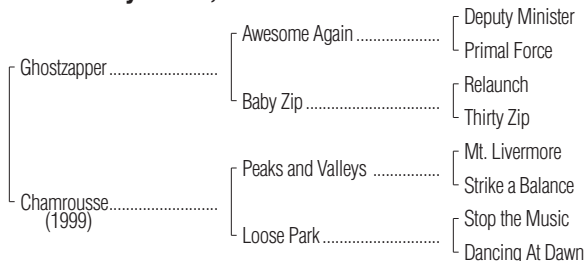 Awesome Again ....................
Deputy Minister
Primal Force
Ghostzapper ..........................
Baby Zip ................................
Relaunch
Thirty Zip
Peaks and Valleys ................
Mt. Livermore
Strike a Balance
Chamrousse..........................
(1999)
Loose Park ............................
Stop the Music
Dancing At Dawn